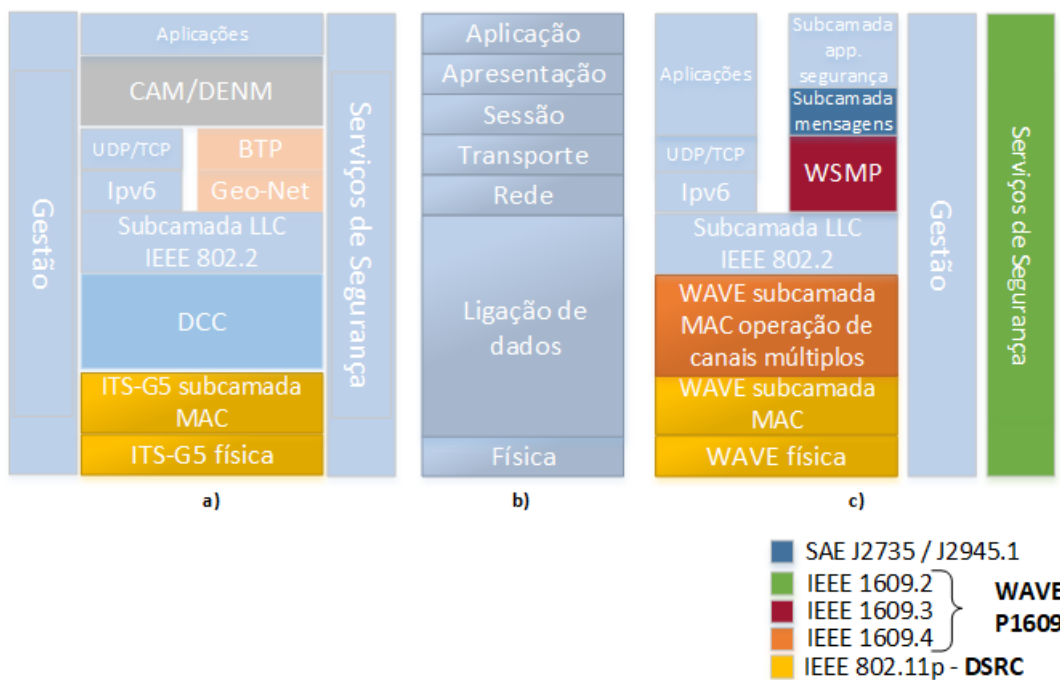 Aplicações
CAM/DENM
UDP/TCP
BTP
Ipv6
Geo-Net
Subcamada LLC
IEEE 802.2
DCC
ITS-G5 subcamada
MAC
ITS-G5 física
Gestão
Serviços de Segurança
a)
Aplicação
Apresentação
Sessão
Transporte
Rede
Ligação de
dados
Física
b)
Aplicações
Subcamada
app.
segurança
Subcamada
mensagens
UDP/TCP
Ipv6
WSMP
Subcamada LLC
IEEE 802.2
WAVE subcamada
MAC operação de
canais múltiplos
WAVE subcamada
MAC
WAVE física
Gestão
Serviços de Segurança
c)
SAE J2735 / J2945.1
IEEE 1609.2
IEEE 1609.3
IEEE 1609.4
WAVE
P1609
IEEE 802.11p - DSRC